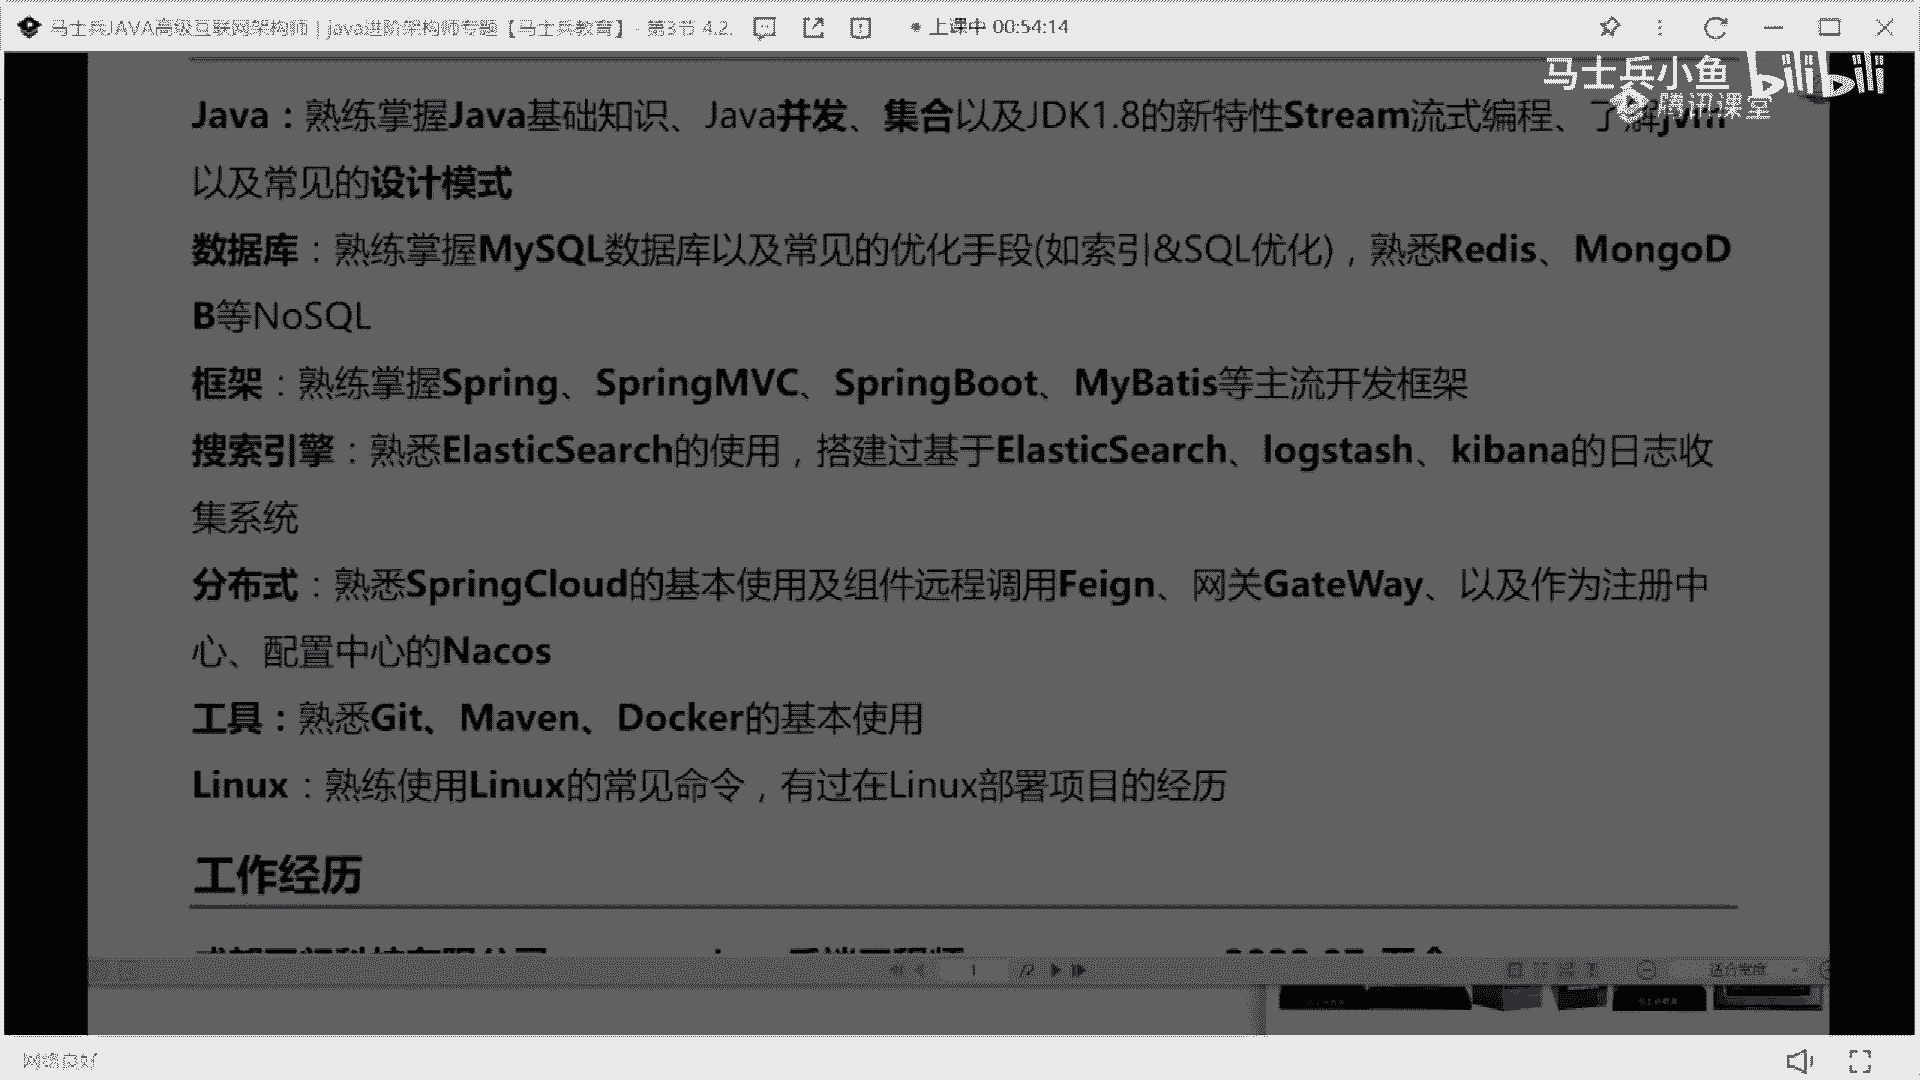 马士兵JAVA高级互联网架构师｜java进阶架构师专题【马士兵教育】- 第3节 4.2.
上课中 00:54:14
马士兵小鱼 bilibili
腾讯课堂
Java：熟练掌握Java基础知识、Java并发、集合以及JDK1.8的新特性Stream流式编程、了解jvm
以及常见的设计模式
数据库：熟练掌握MySQL数据库以及常见的优化手段(如索引&SQL优化)，熟悉Redis、MongoD
B等NoSQL
框架：熟练掌握Spring、SpringMVC、SpringBoot、MyBatis等主流开发框架
搜索引擎：熟悉ElasticSearch的使用，搭建过基于ElasticSearch、logstash、kibana的日志收
集系统
分布式：熟悉SpringCloud的基本使用及组件远程调用Feign、网关GateWay、以及作为注册中
心、配置中心的Nacos
工具：熟悉Git、Maven、Docker的基本使用
Linux：熟练使用Linux的常见命令，有过在Linux部署项目的经历
工作经历
1 /2
适合宽度
网络良好